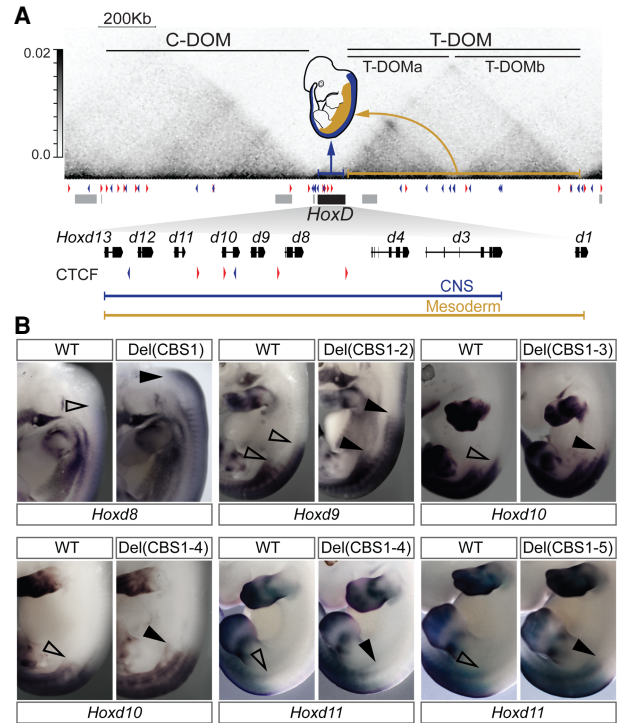 A
200Kb
C-DOM
T-DOM
T-DOMa
T-DOMb
0.02
0.0
HoxD
Hoxd13 d12 d11 d10 d9 d8 d4 d3 d1
CTCF
CNS
Mesoderm
B
WT Del(CBS1) WT Del(CBS1-2) WT Del(CBS1-3)
Hoxd8 Hoxd9 Hoxd10
WT Del(CBS1-4) WT Del(CBS1-4) WT Del(CBS1-5)
Hoxd10 Hoxd11 Hoxd11